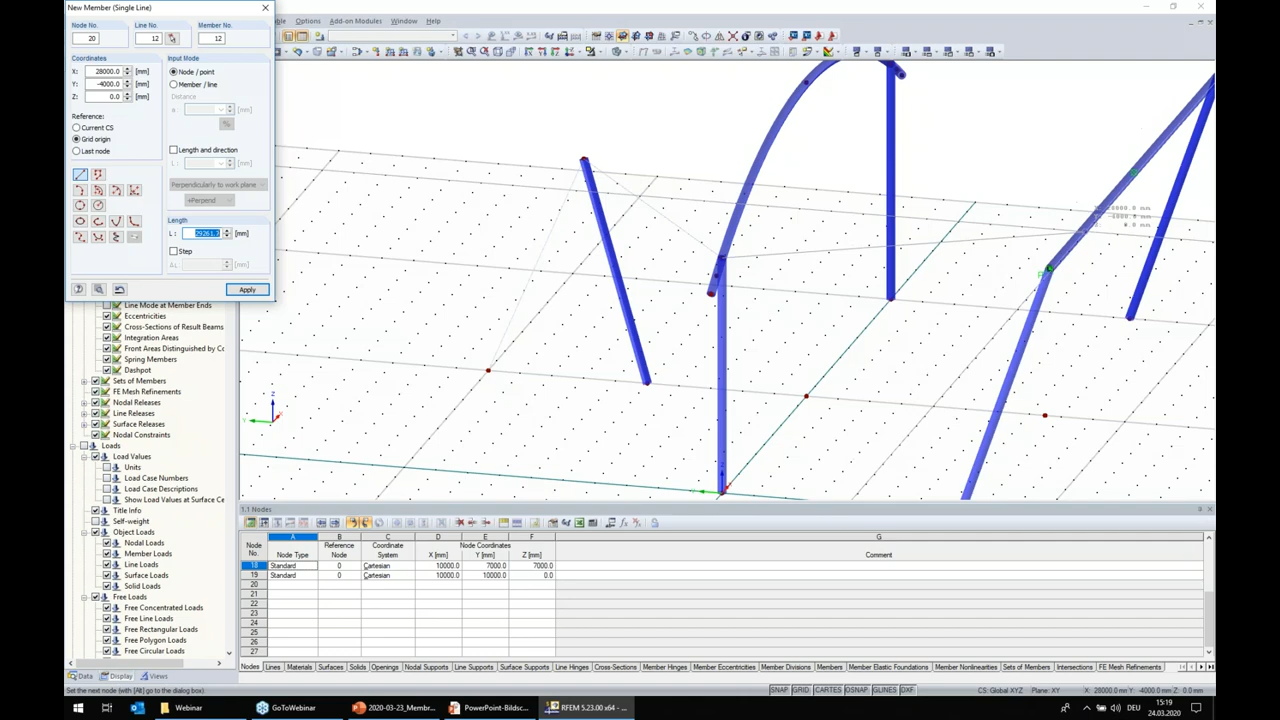 New Member (Single Line)
Node No.
Line No.
Member No.
20
12
12
Coordinates
Input Mode
X: 28000.0 [mm]
Node / point
Y: -4000.0 [mm]
Member / line
Z: 0.0 [mm]
Distance
[mm]
Reference:
Current CS
Grid origin
Length and direction
Last node
L : [mm]
Perpendicularly to work plane
+Perpend
Length
L : 29261.7 [mm]
Step
[mm]
Apply
Options
Add-on Modules
Window
Help
Line Mode at Member Ends
Eccentricities
Cross-Sections of Result Beams
Integration Areas
Front Areas Distinguished by Co
Spring Members
Dashpot
Sets of Members
FE Mesh Refinements
Nodal Releases
Line Releases
Surface Releases
Nodal Constraints
Loads
Load Values
Units
Load Case Numbers
Load Case Descriptions
Show Load Values at Surface Ce
Title Info
Self-weight
Object Loads
Nodal Loads
Member Loads
Line Loads
Surface Loads
Solid Loads
Free Loads
Free Concentrated Loads
Free Line Loads
Free Rectangular Loads
Free Polygon Loads
Free Circular Loads
Data
Display
Views
1.1 Nodes
A B C D E F G
Node No.
Node Type
Reference Node
Coordinate System
Node Coordinates
X [mm] Y [mm] Z [mm]
Comment
18 Standard 0 Cartesian 10000.0 7000.0 7000.0
19 Standard 0 Cartesian 10000.0 10000.0 0.0
20
21
22
23
24
25
26
27
Nodes Lines Materials Surfaces Solids Openings Nodal Supports Line Supports Surface Supports Line Hinges Cross-Sections Member Hinges Member Eccentricities Member Divisions Members Member Elastic Foundations Member Nonlinearities Sets of Members Intersections FE Mesh Refinements
Set the next node (with [Alt] go to the dialog box).
SNAP GRID CARTES OSNAP GLINES DXF
CS: Global XYZ
Plane: XY
X: 28000.0 mm Y: -4000.0 mm Z: 0.0 mm
Webinar
GoToWebinar
2020-03-23_Membr...
PowerPoint-Bildsc...
RFEM 5.23.00 x64 - ...
DEU
15:19
24.03.2020